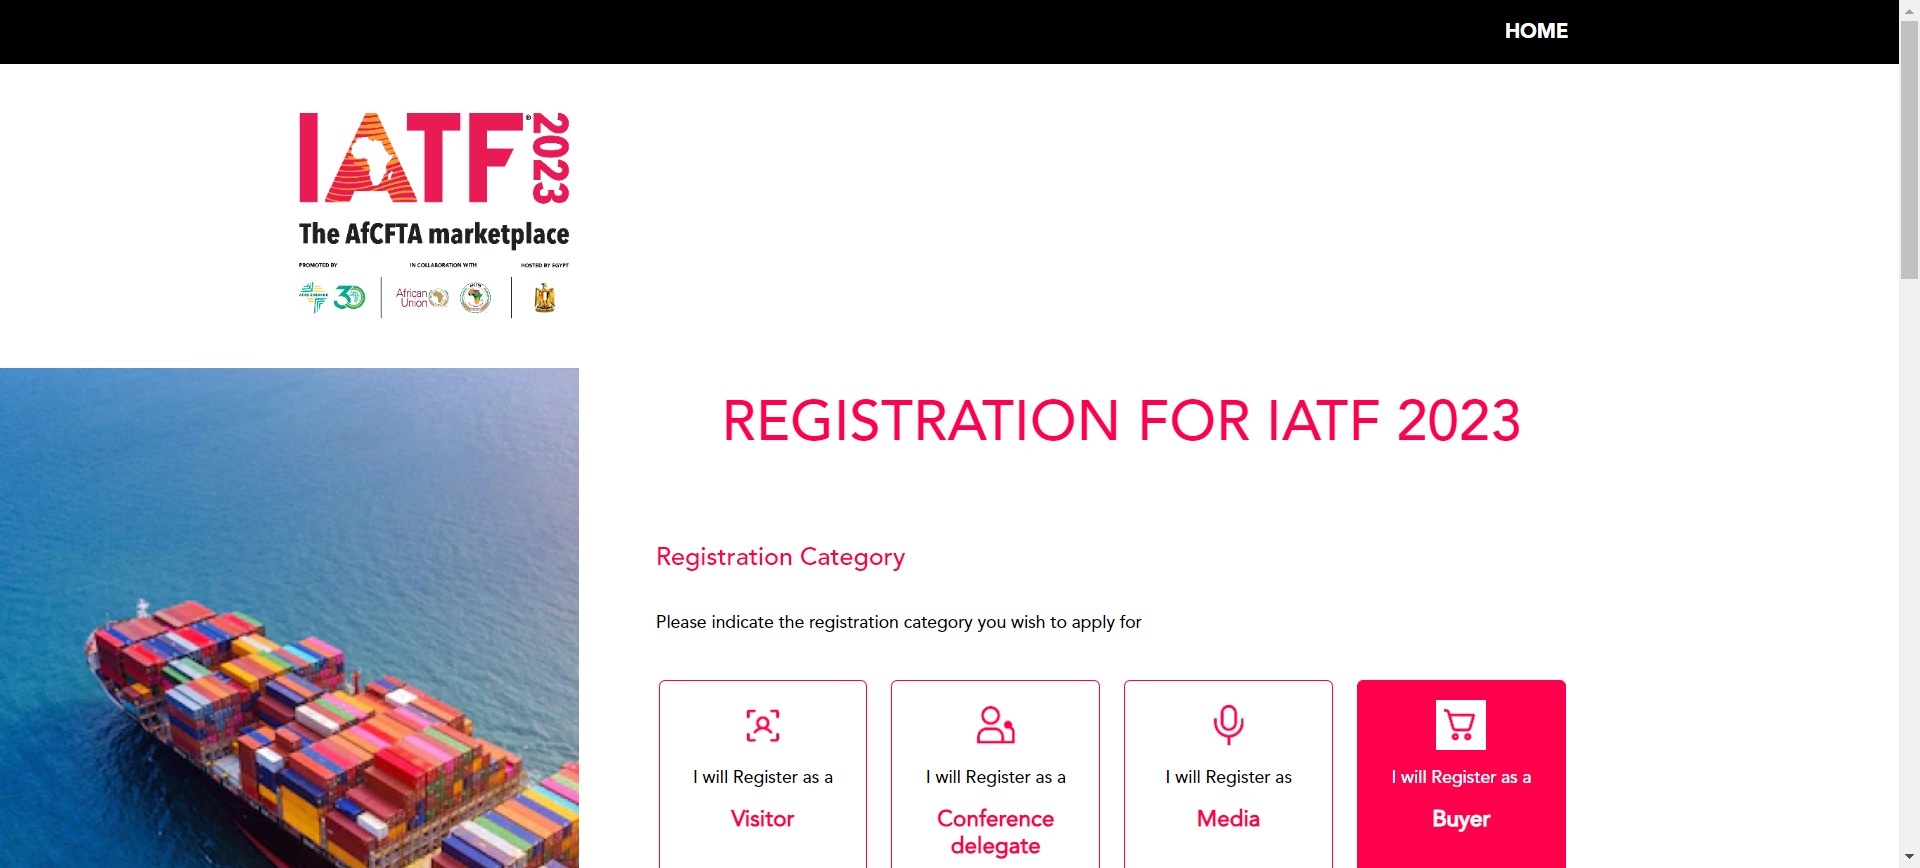 HOME
IATF® 2023
The AfCFTA marketplace
PROMOTED BY
IN COLLABORATION WITH
HOSTED BY EGYPT
AFREXIMBANK
30
African
Union
REGISTRATION FOR IATF 2023
Registration Category
Please indicate the registration category you wish to apply for
I will Register as a
Visitor
I will Register as a
Conference
delegate
I will Register as
Media
I will Register as a
Buyer